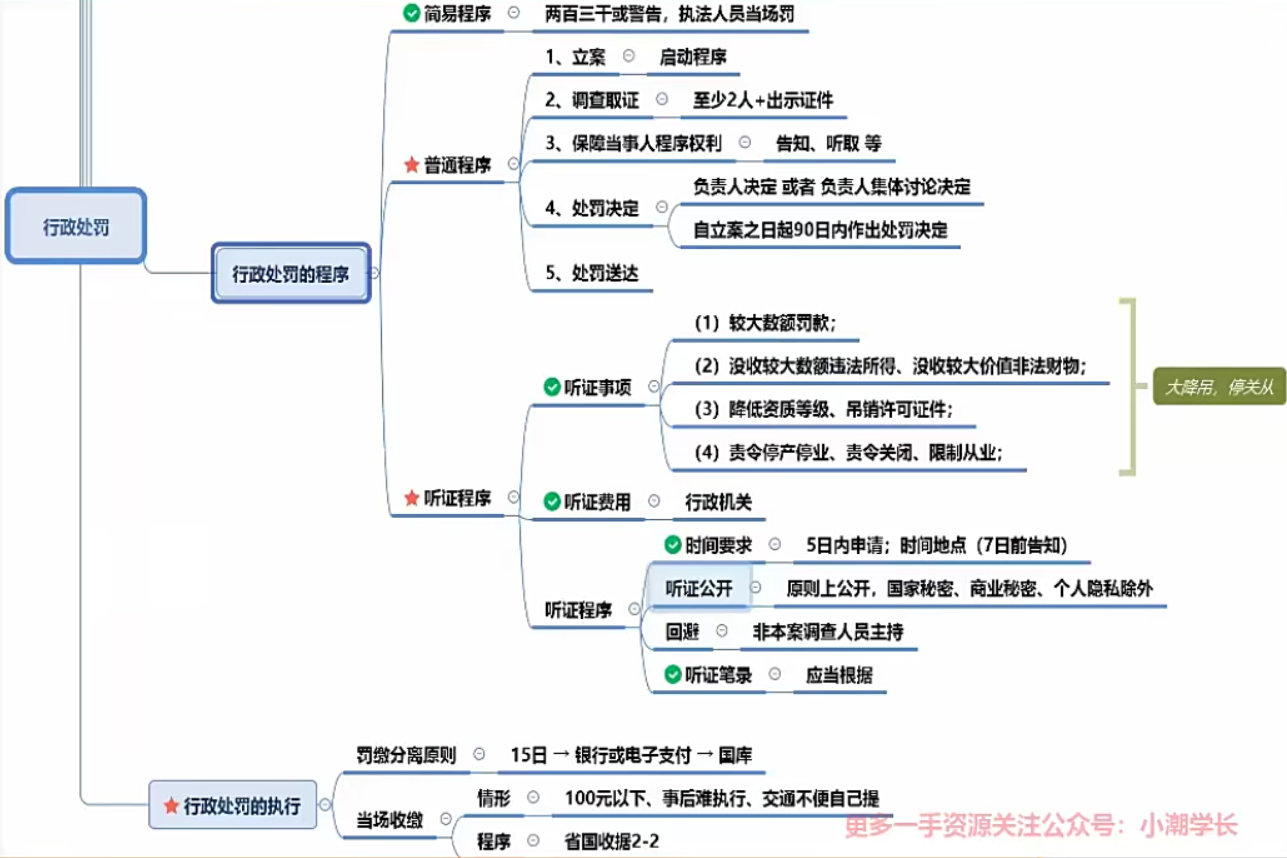 简易程序
两百三千或警告，执法人员当场罚
1、立案
启动程序
2、调查取证
至少2人+出示证件
3、保障当事人程序权利
告知、听取 等
普通程序
4、处罚决定
负责人决定 或者 负责人集体讨论决定
自立案之日起90日内作出处罚决定
5、处罚送达
行政处罚
行政处罚的程序
（1）较大数额罚款；
（2）没收较大数额违法所得、没收较大价值非法财物；
听证事项
（3）降低资质等级、吊销许可证件；
（4）责令停产停业、责令关闭、限制从业；
大降吊，停关从
听证程序
听证费用
行政机关
时间要求
5日内申请；时间地点（7日前告知）
听证公开
原则上公开，国家秘密、商业秘密、个人隐私除外
听证程序
回避
非本案调查人员主持
听证笔录
应当根据
罚缴分离原则
15日 → 银行或电子支付 → 国库
行政处罚的执行
当场收缴
情形
100元以下、事后难执行、交通不便自己提
程序
省国收据2-2
更多一手资源关注公众号：小潮学长